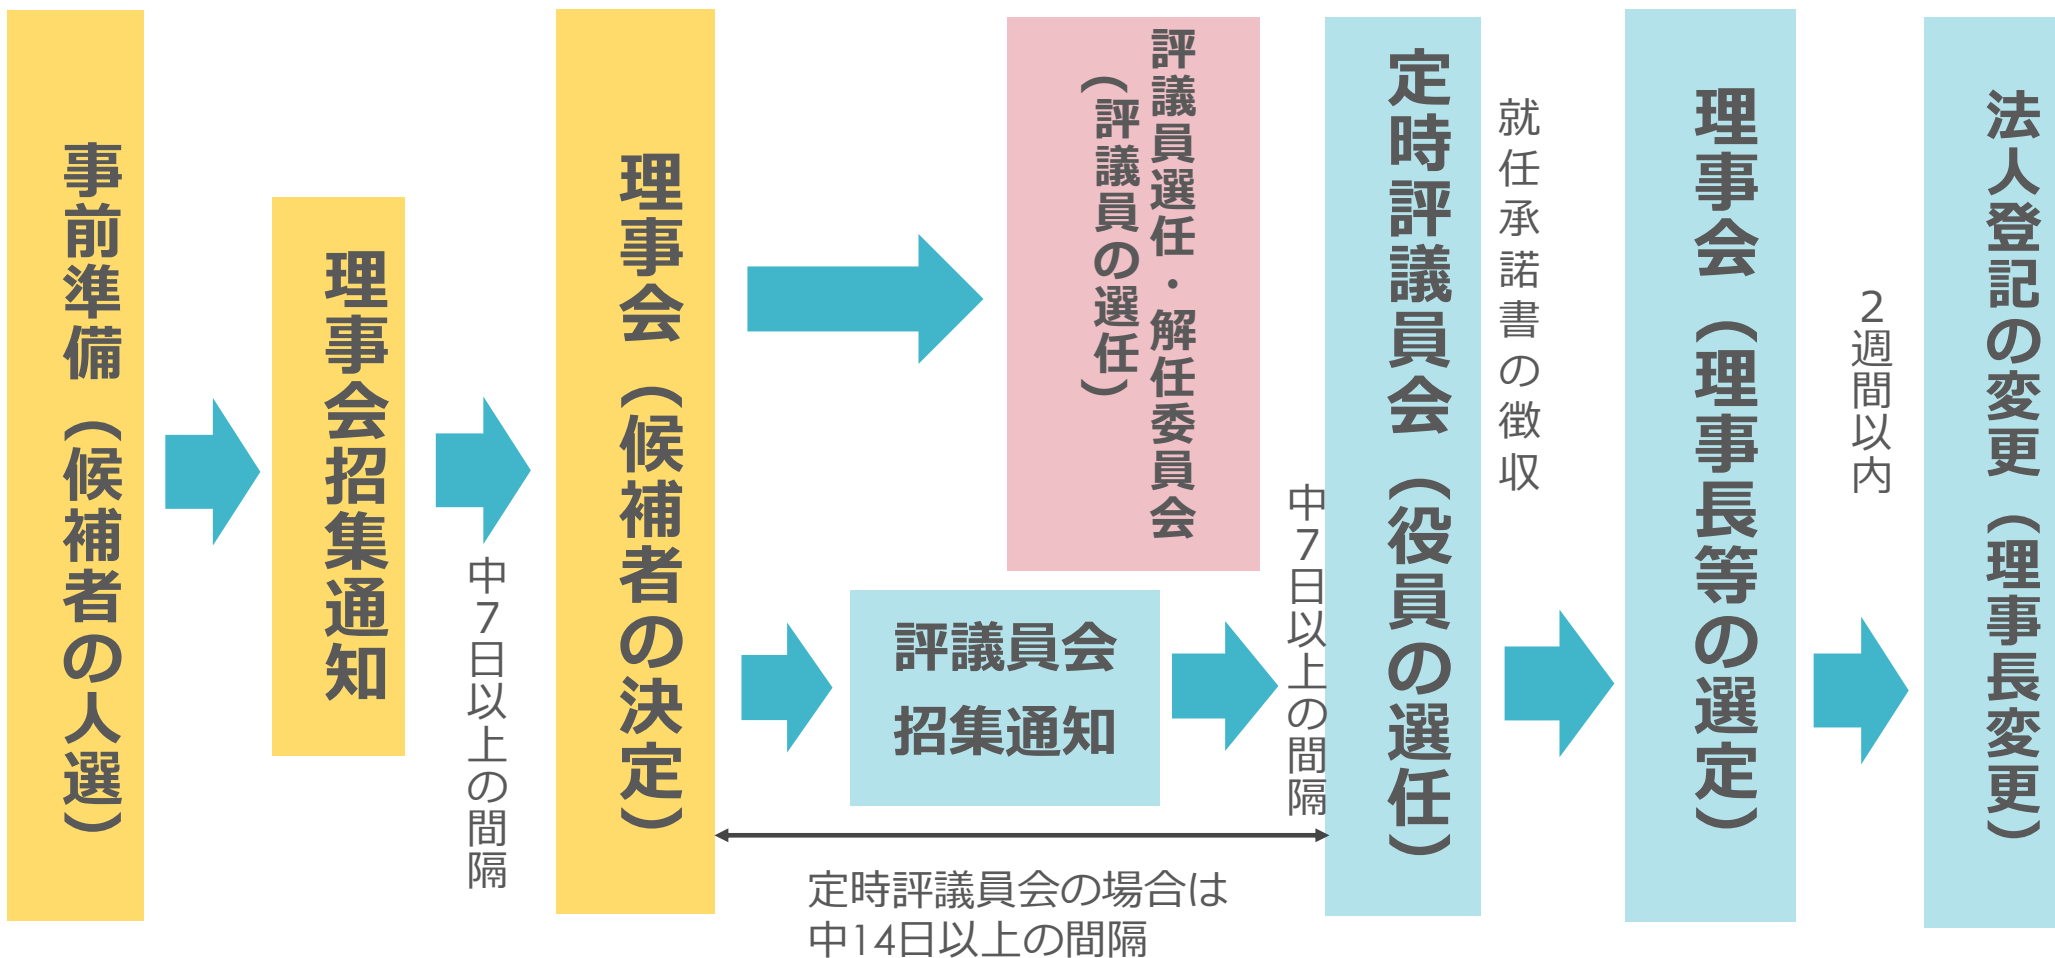 事前準備（候補者の人選）
理事会招集通知
中７日以上の間隔
理事会（候補者の決定）
評議員選任・解任委員会
（評議員の選任）
評議員会
招集通知
中７日以上の間隔
定時評議員会の場合は
中14日以上の間隔
定時評議員会（役員の選任）
就任承諾書の徴収
理事会（理事長等の選定）
２週間以内
法人登記の変更（理事長変更）